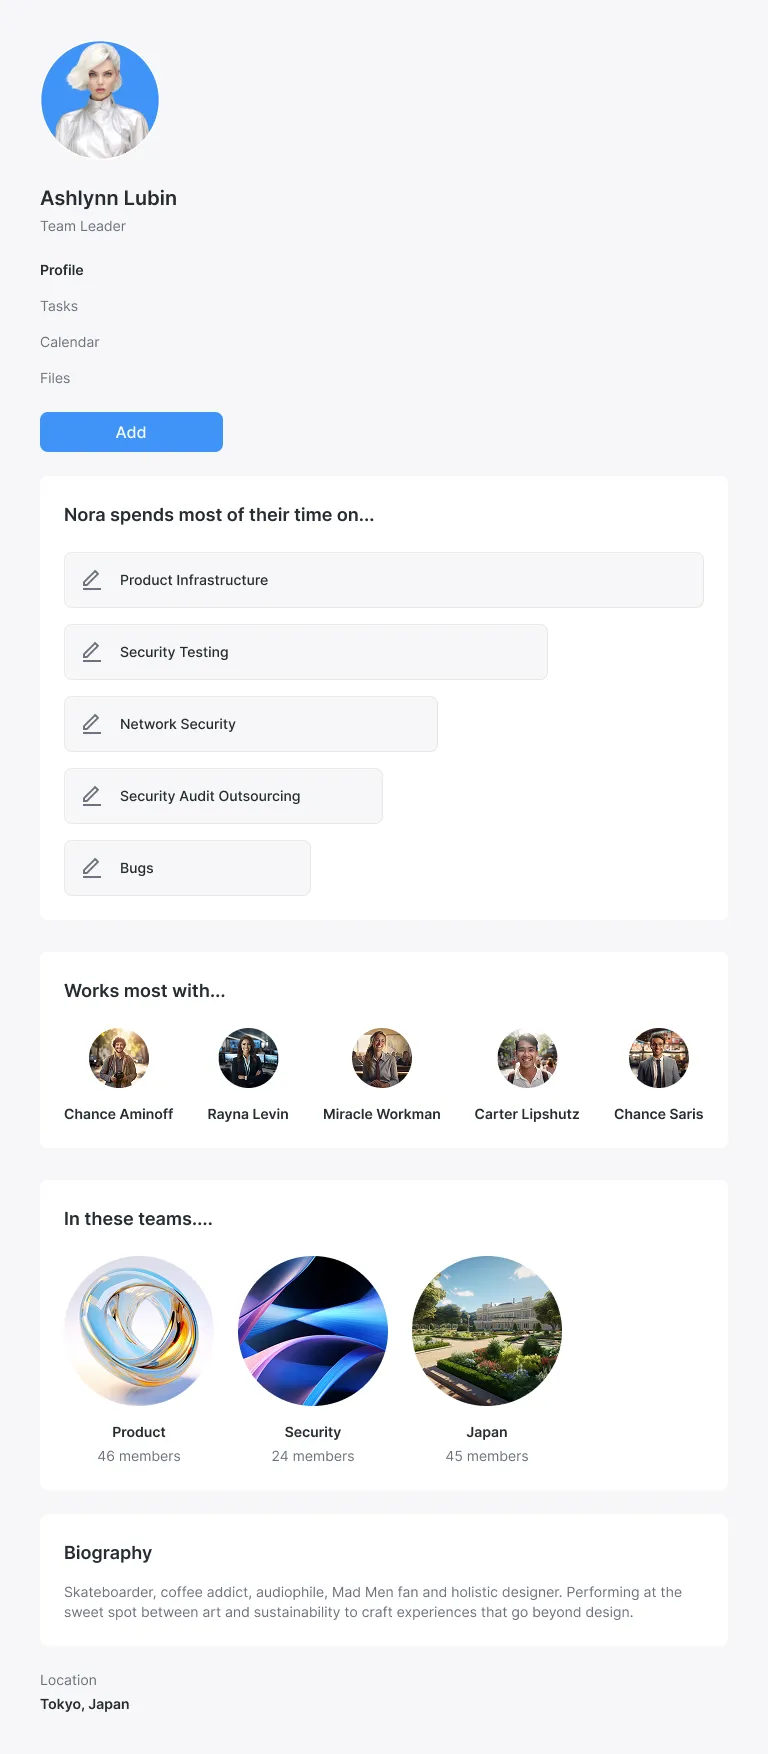 Ashlynn Lubin
Team Leader
Profile
Tasks
Calendar
Files
Add
Nora spends most of their time on...
Product Infrastructure
Security Testing
Network Security
Security Audit Outsourcing
Bugs
Works most with...
Chance Aminoff
Rayna Levin
Miracle Workman
Carter Lipshutz
Chance Saris
In these teams....
Product
46 members
Security
24 members
Japan
45 members
Biography
Skateboarder, coffee addict, audiophile, Mad Men fan and holistic designer. Performing at the
sweet spot between art and sustainability to craft experiences that go beyond design.
Location
Tokyo, Japan